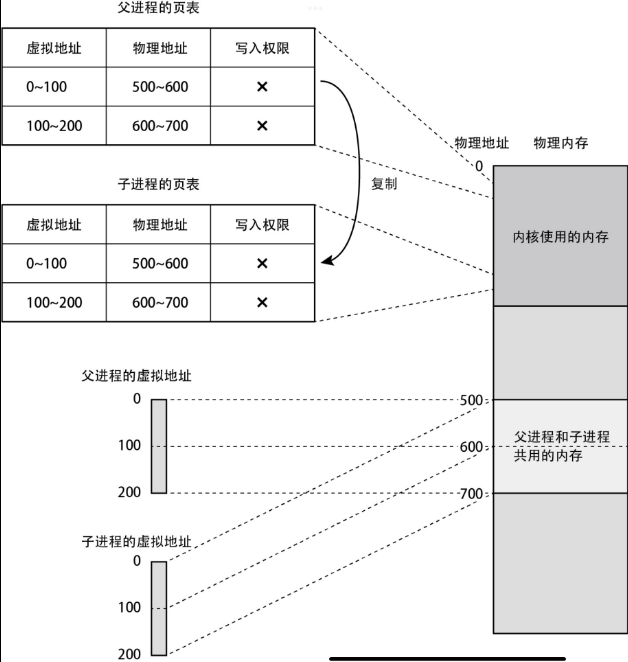 父进程的页表
虚拟地址 物理地址 写入权限
0~100 500~600 ×
100~200 600~700 ×
物理地址 物理内存
0
子进程的页表
复制
虚拟地址 物理地址 写入权限
0~100 500~600 ×
100~200 600~700 ×
内核使用的内存
父进程的虚拟地址
0
100
200
500
600
700
父进程和子进程
共用的内存
子进程的虚拟地址
0
100
200